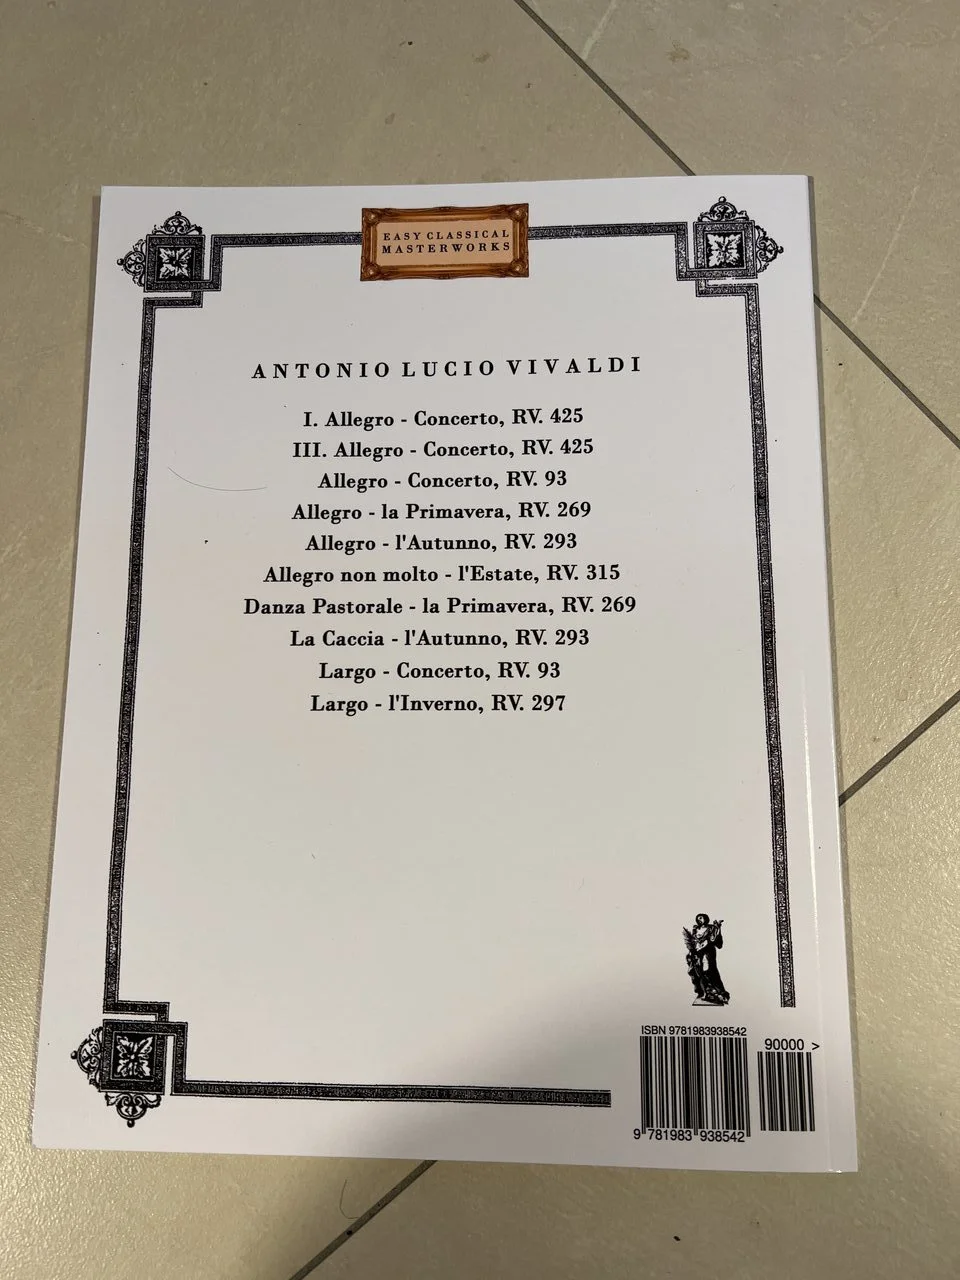 EASY CLASSICAL
MASTERWORKS
ANTONIO LUCIO VIVALDI
I. Allegro - Concerto, RV. 425
III. Allegro - Concerto, RV. 425
Allegro - Concerto, RV. 93
Allegro - la Primavera, RV. 269
Allegro - l'Autunno, RV. 293
Allegro non molto - l'Estate, RV. 315
Danza Pastorale - la Primavera, RV. 269
La Caccia - l'Autunno, RV. 293
Largo - Concerto, RV. 93
Largo - l'Inverno, RV. 297
ISBN 9781983938542
90000 >
9 781983 938542